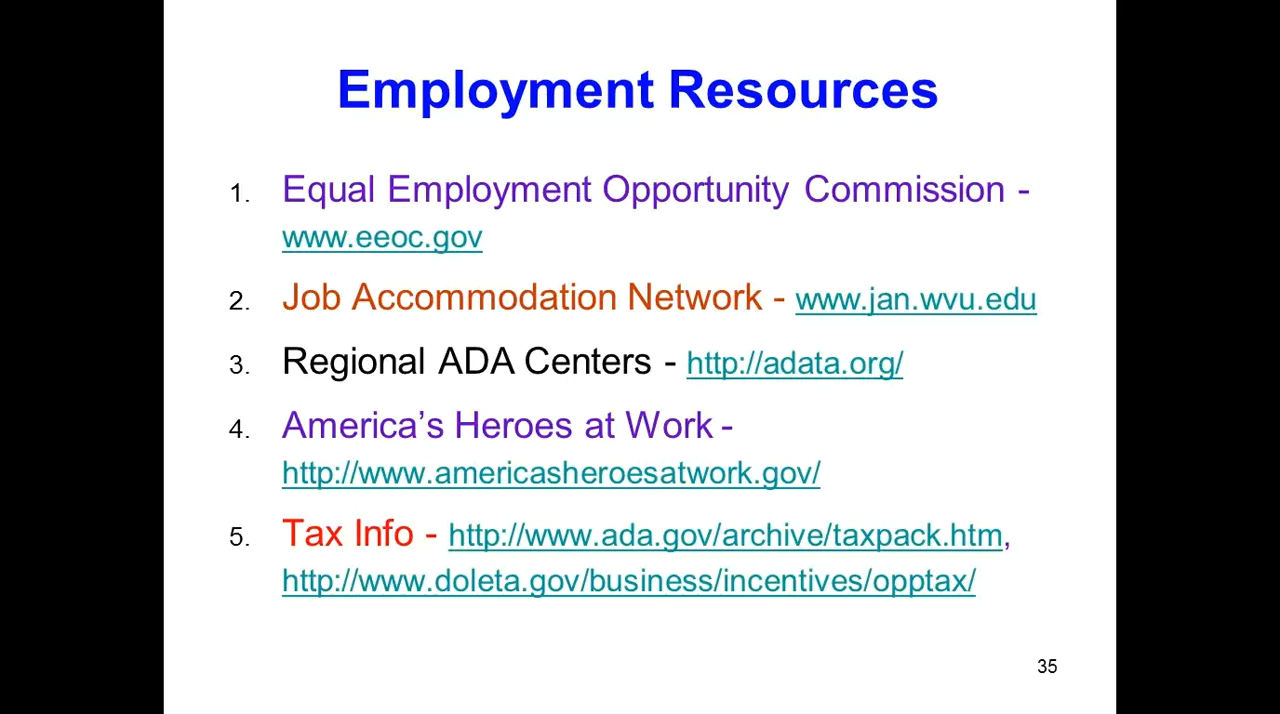 Employment Resources
1. Equal Employment Opportunity Commission -
www.eeoc.gov
2. Job Accommodation Network - www.jan.wvu.edu
3. Regional ADA Centers - http://adata.org/
4. America’s Heroes at Work -
http://www.americasheroesatwork.gov/
5. Tax Info - http://www.ada.gov/archive/taxpack.htm,
http://www.doleta.gov/business/incentives/opptax/
35